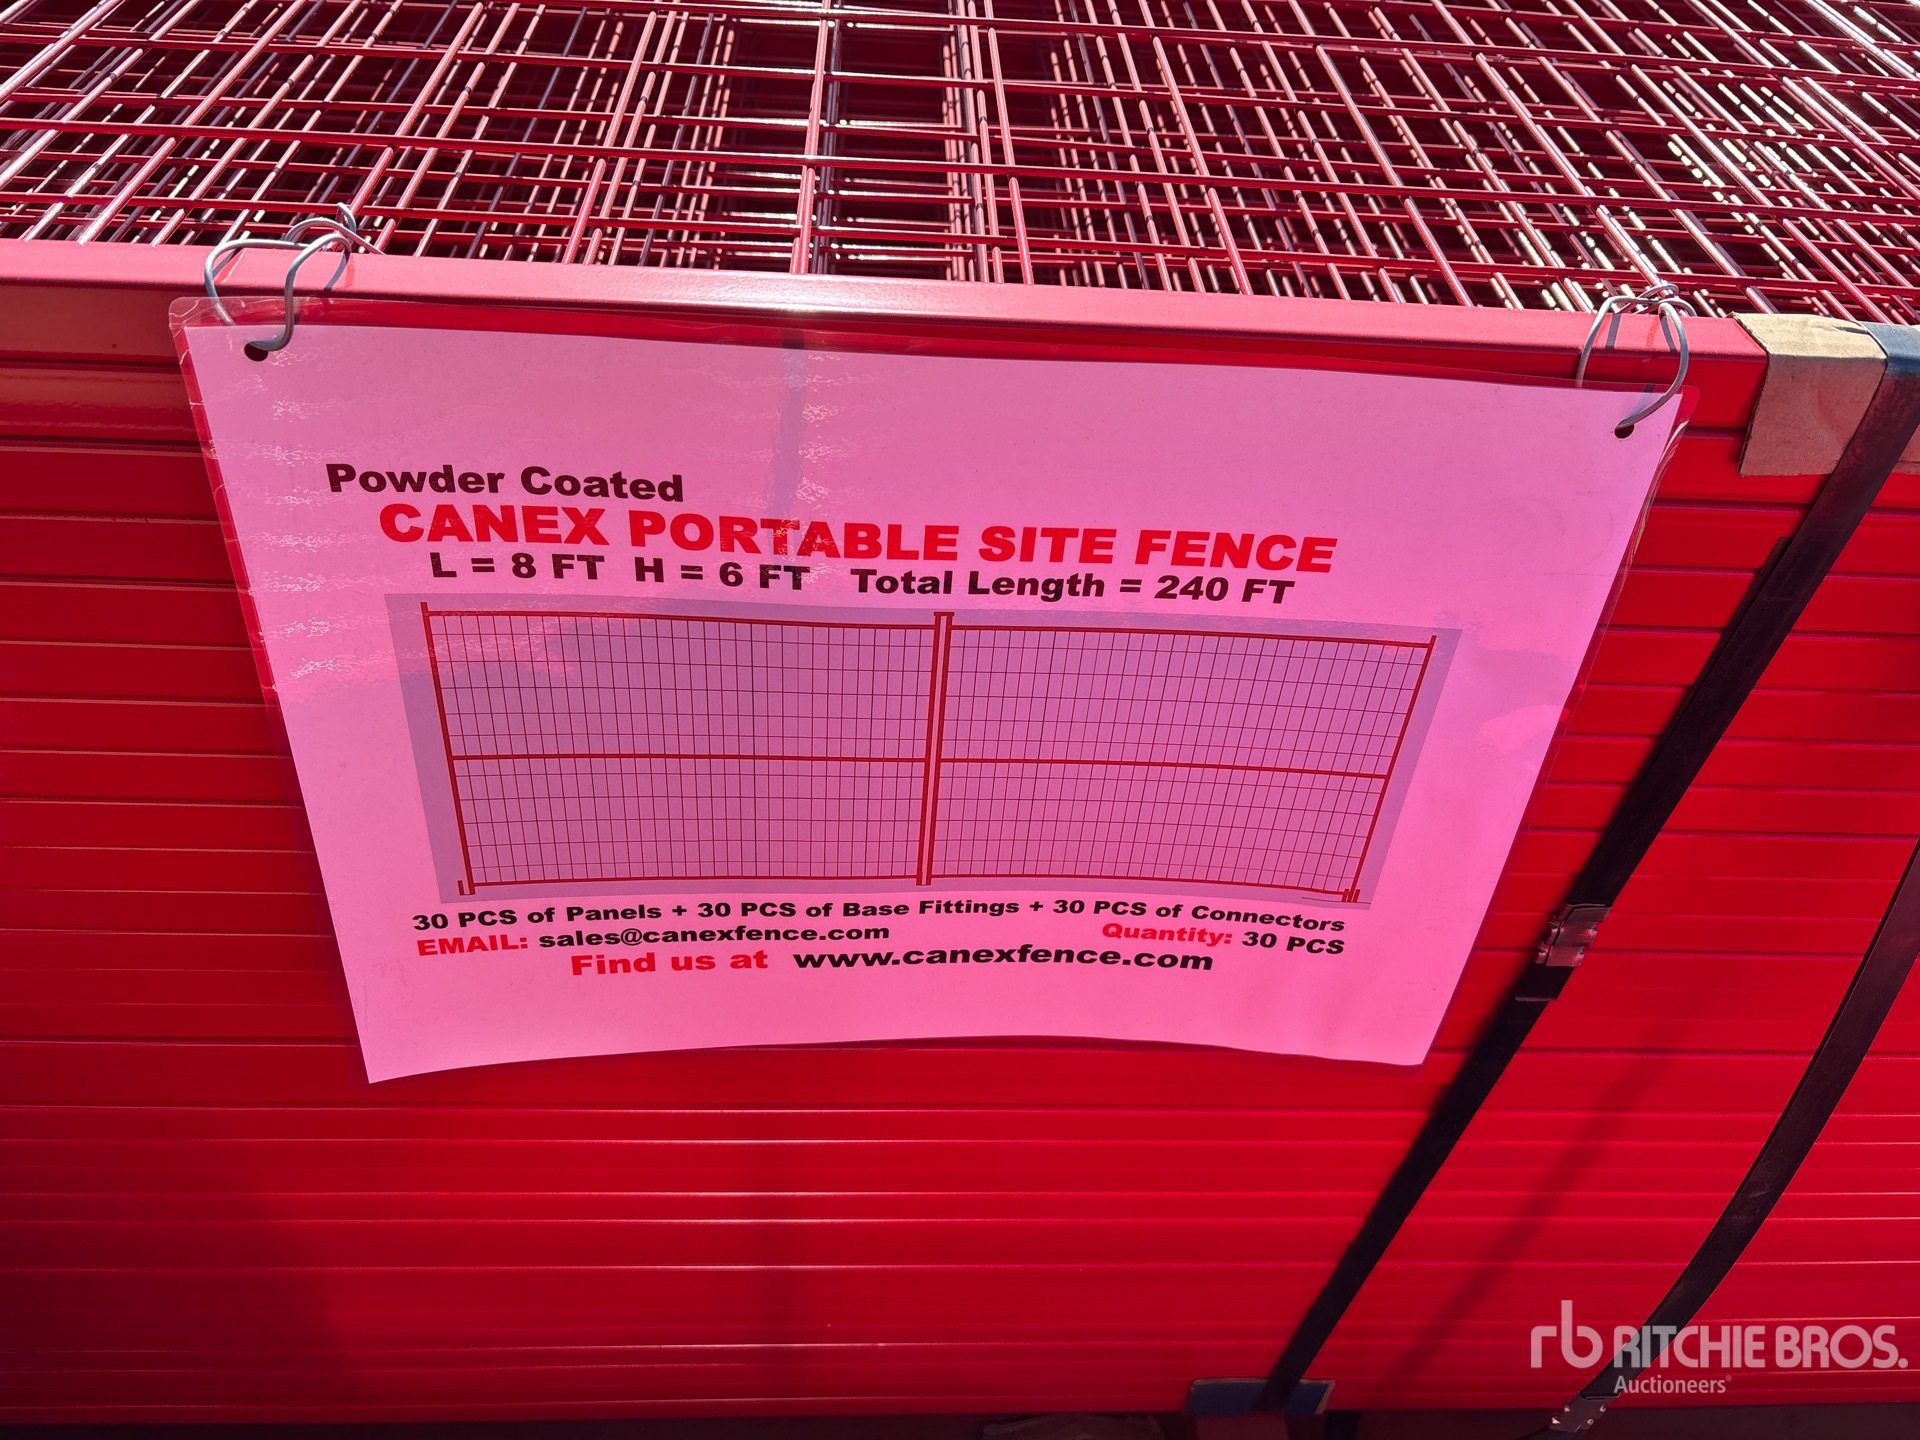 Powder Coated
CANEX PORTABLE SITE FENCE
L = 8 FT H = 6 FT Total Length = 240 FT
30 PCS of Panels + 30 PCS of Base Fittings + 30 PCS of Connectors
EMAIL: sales@canexfence.com Quantity: 30 PCS
Find us at www.canexfence.com
rb RITCHIE BROS.
Auctioneers®